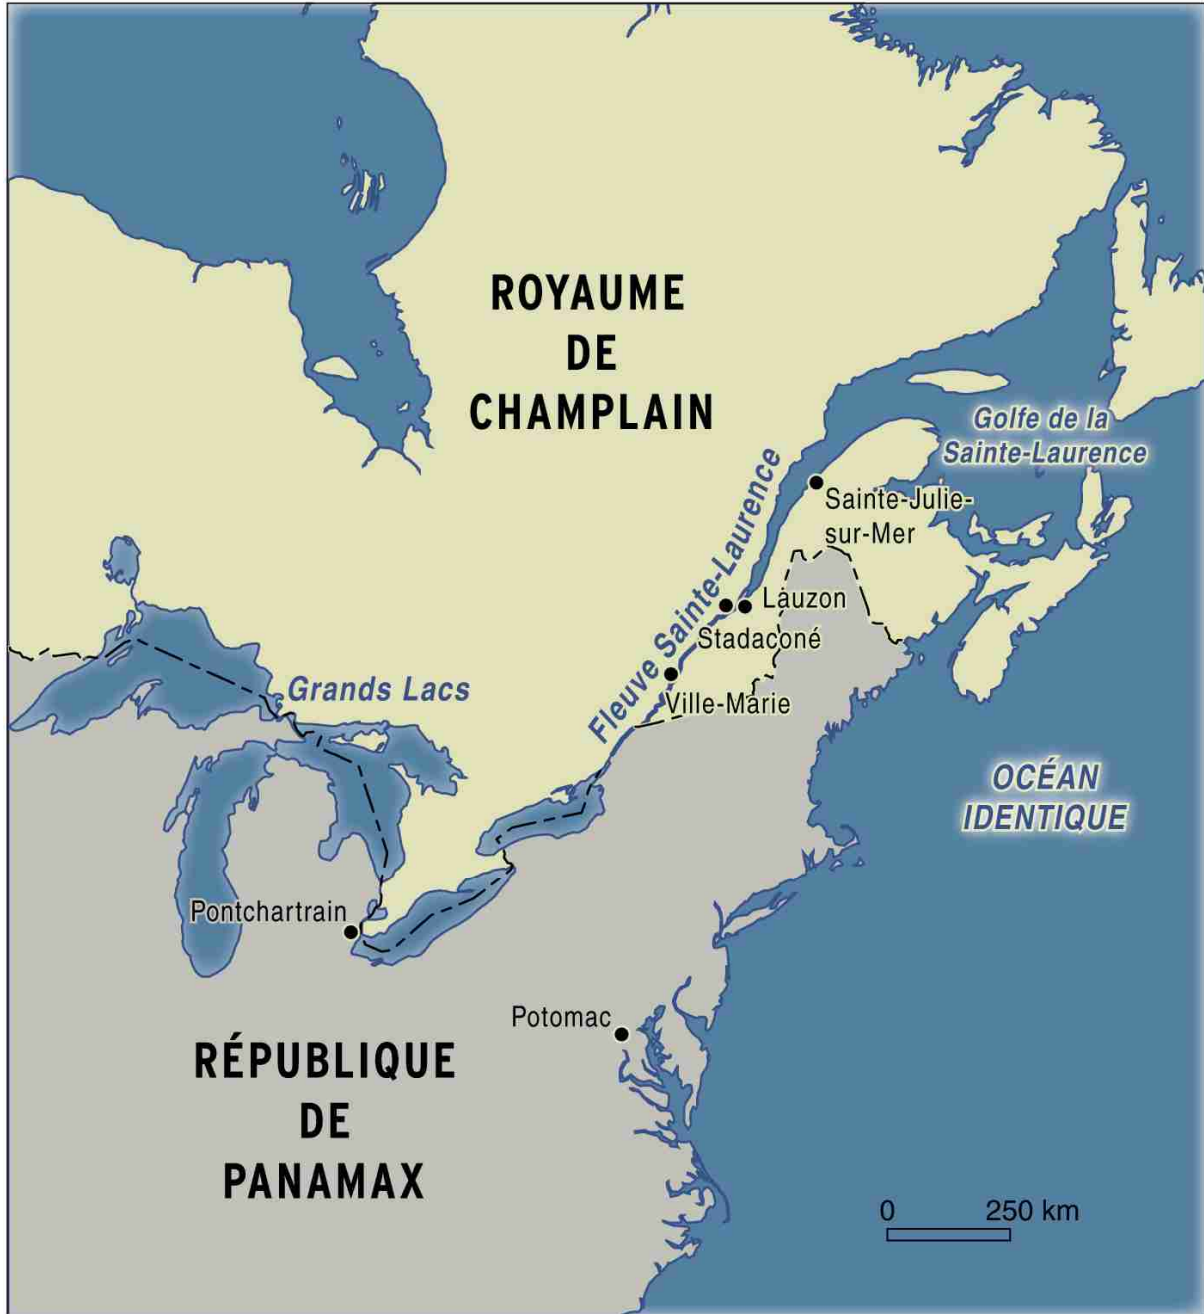 ROYAUME
DE
CHAMPLAIN
Golfe de la
Sainte-Laurence
Fleuve Sainte-Laurence
Sainte-Julie-
sur-Mer
Lauzon
Stadaconé
Ville-Marie
Grands Lacs
OCÉAN
IDENTIQUE
Pontchartrain
Potomac
RÉPUBLIQUE
DE
PANAMAX
0 250 km